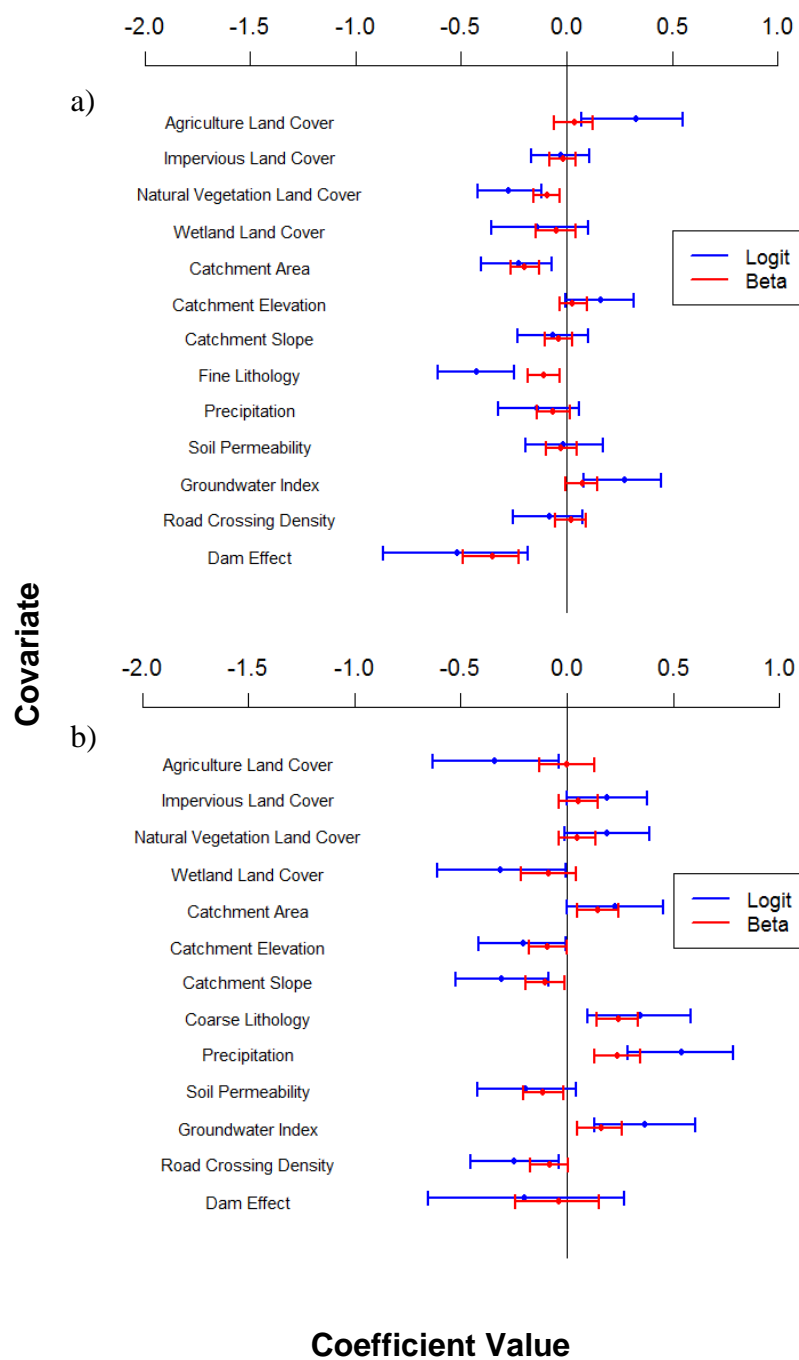 -2.0 -1.5 -1.0 -0.5 0.0 0.5 1.0
a)
Agriculture Land Cover
Impervious Land Cover
Natural Vegetation Land Cover
Wetland Land Cover
Catchment Area
Catchment Elevation
Catchment Slope
Fine Lithology
Precipitation
Soil Permeability
Groundwater Index
Road Crossing Density
Dam Effect
Logit
Beta
Covariate
-2.0 -1.5 -1.0 -0.5 0.0 0.5 1.0
b)
Agriculture Land Cover
Impervious Land Cover
Natural Vegetation Land Cover
Wetland Land Cover
Catchment Area
Catchment Elevation
Catchment Slope
Coarse Lithology
Precipitation
Soil Permeability
Groundwater Index
Road Crossing Density
Dam Effect
Logit
Beta
Coefficient Value